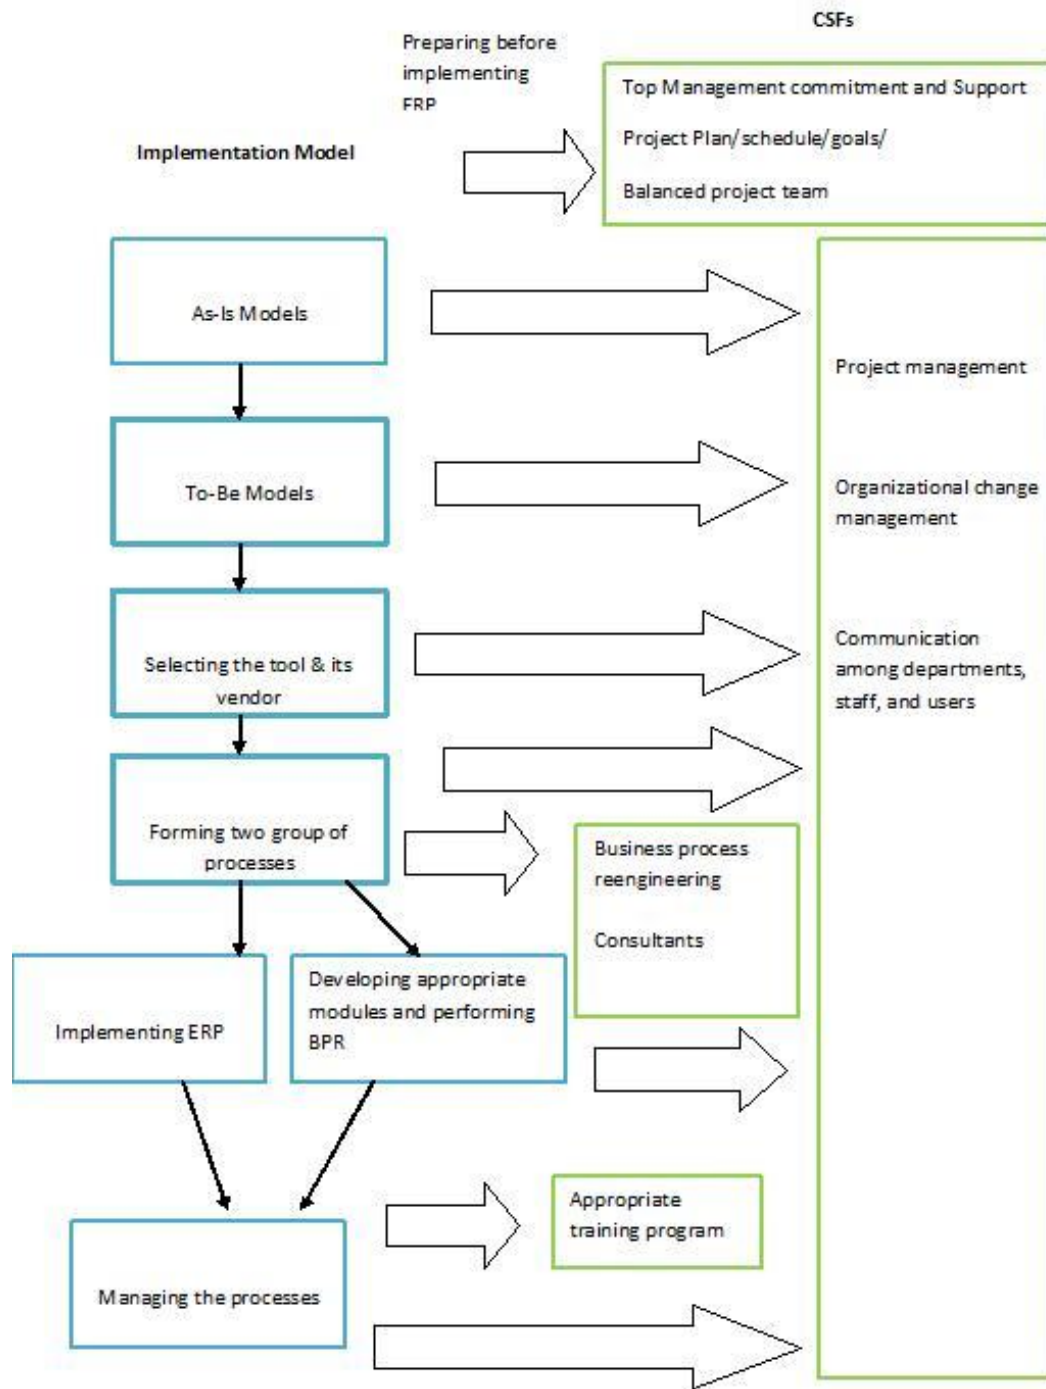 CSFs
Preparing before
implementing
FRP
Top Management commitment and Support
Project Plan/schedule/goals/
Balanced project team
Implementation Model
As-Is Models
Project management
To-Be Models
Organizational change
management
Selecting the tool & its
vendor
Communication
among departments,
staff, and users
Forming two group of
processes
Business process
reengineering
Consultants
Implementing ERP
Developing appropriate
modules and performing
BPR
Appropriate
training program
Managing the processes